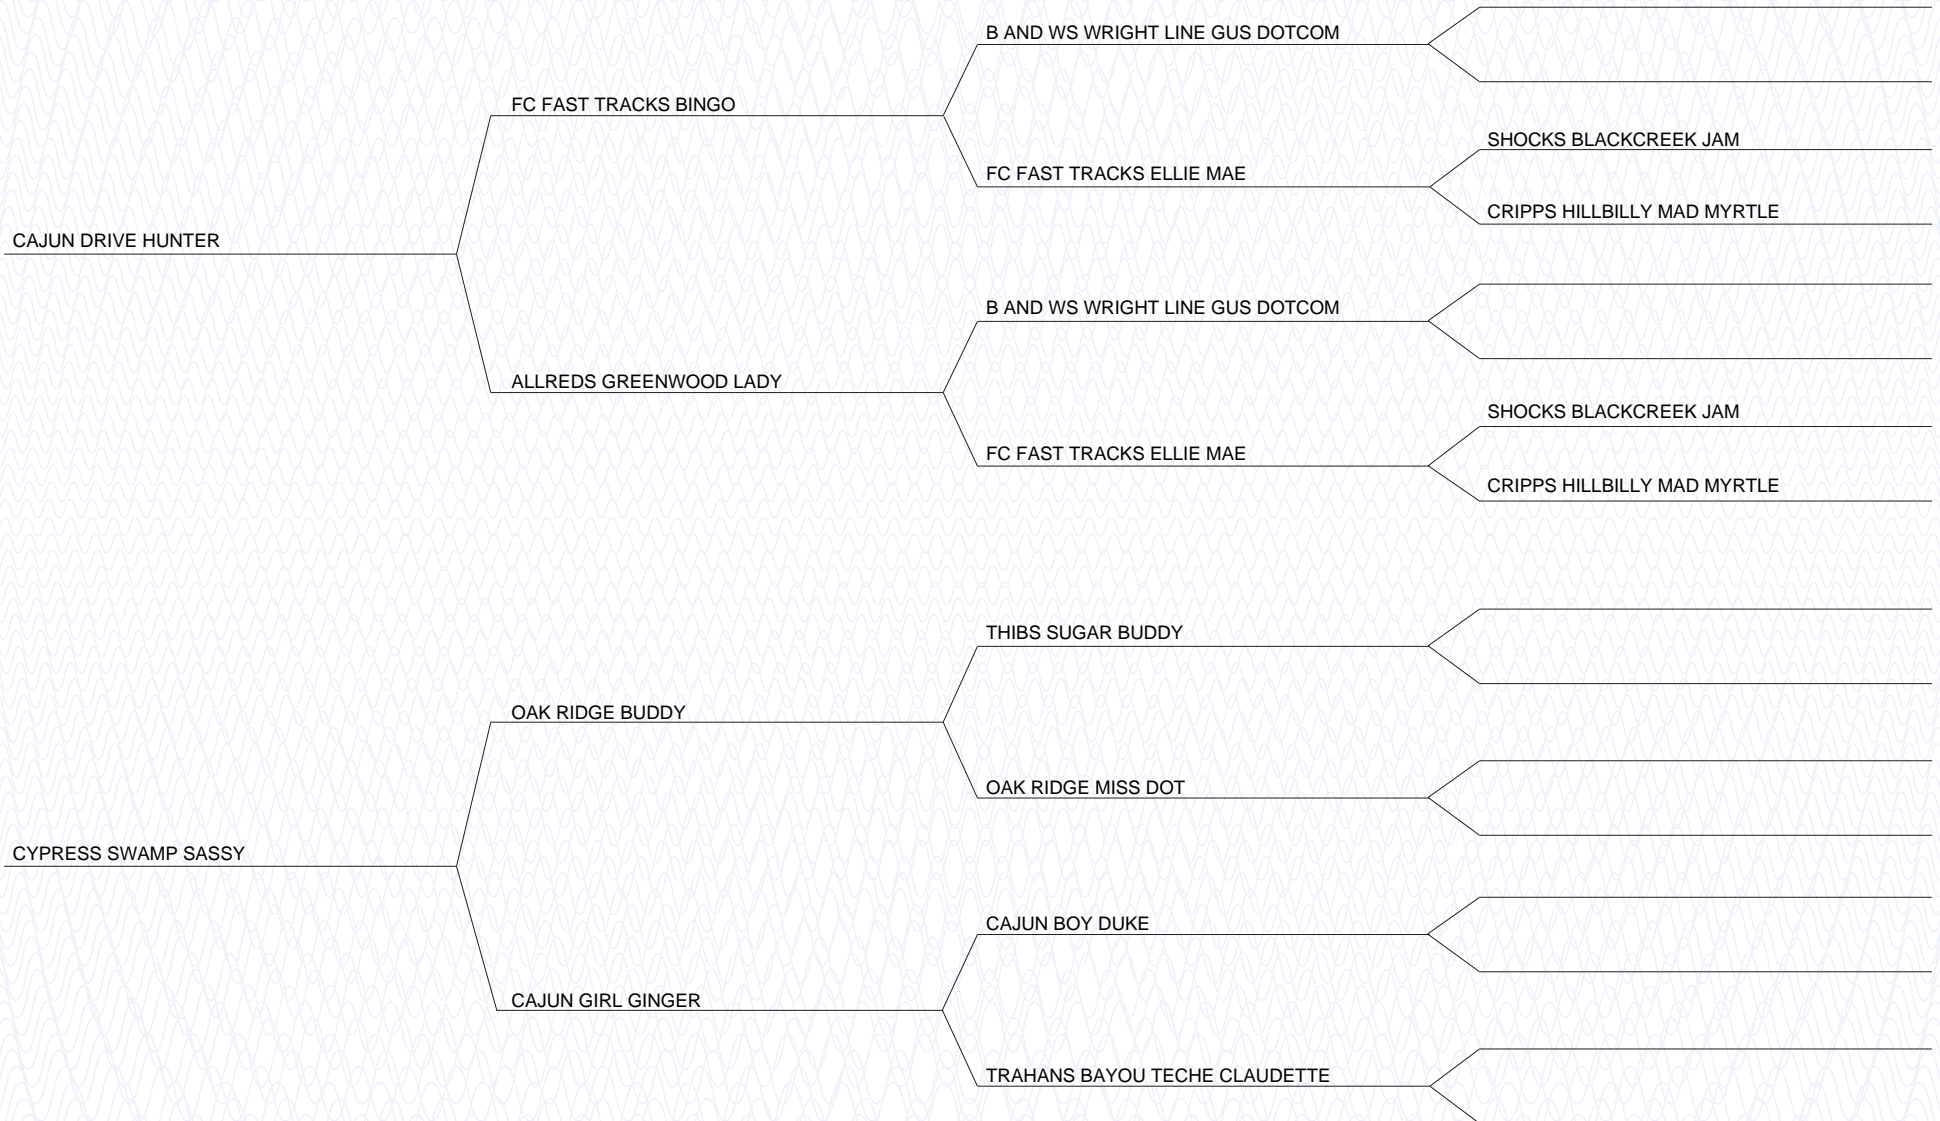 B AND WS WRIGHT LINE GUS DOTCOM
FC FAST TRACKS BINGO
SHOCKS BLACKCREEK JAM
FC FAST TRACKS ELLIE MAE
CRIPPS HILLBILLY MAD MYRTLE
CAJUN DRIVE HUNTER
B AND WS WRIGHT LINE GUS DOTCOM
ALLREDS GREENWOOD LADY
SHOCKS BLACKCREEK JAM
FC FAST TRACKS ELLIE MAE
CRIPPS HILLBILLY MAD MYRTLE
THIBS SUGAR BUDDY
OAK RIDGE BUDDY
OAK RIDGE MISS DOT
CYPRESS SWAMP SASSY
CAJUN BOY DUKE
CAJUN GIRL GINGER
TRAHANS BAYOU TECHE CLAUDETTE